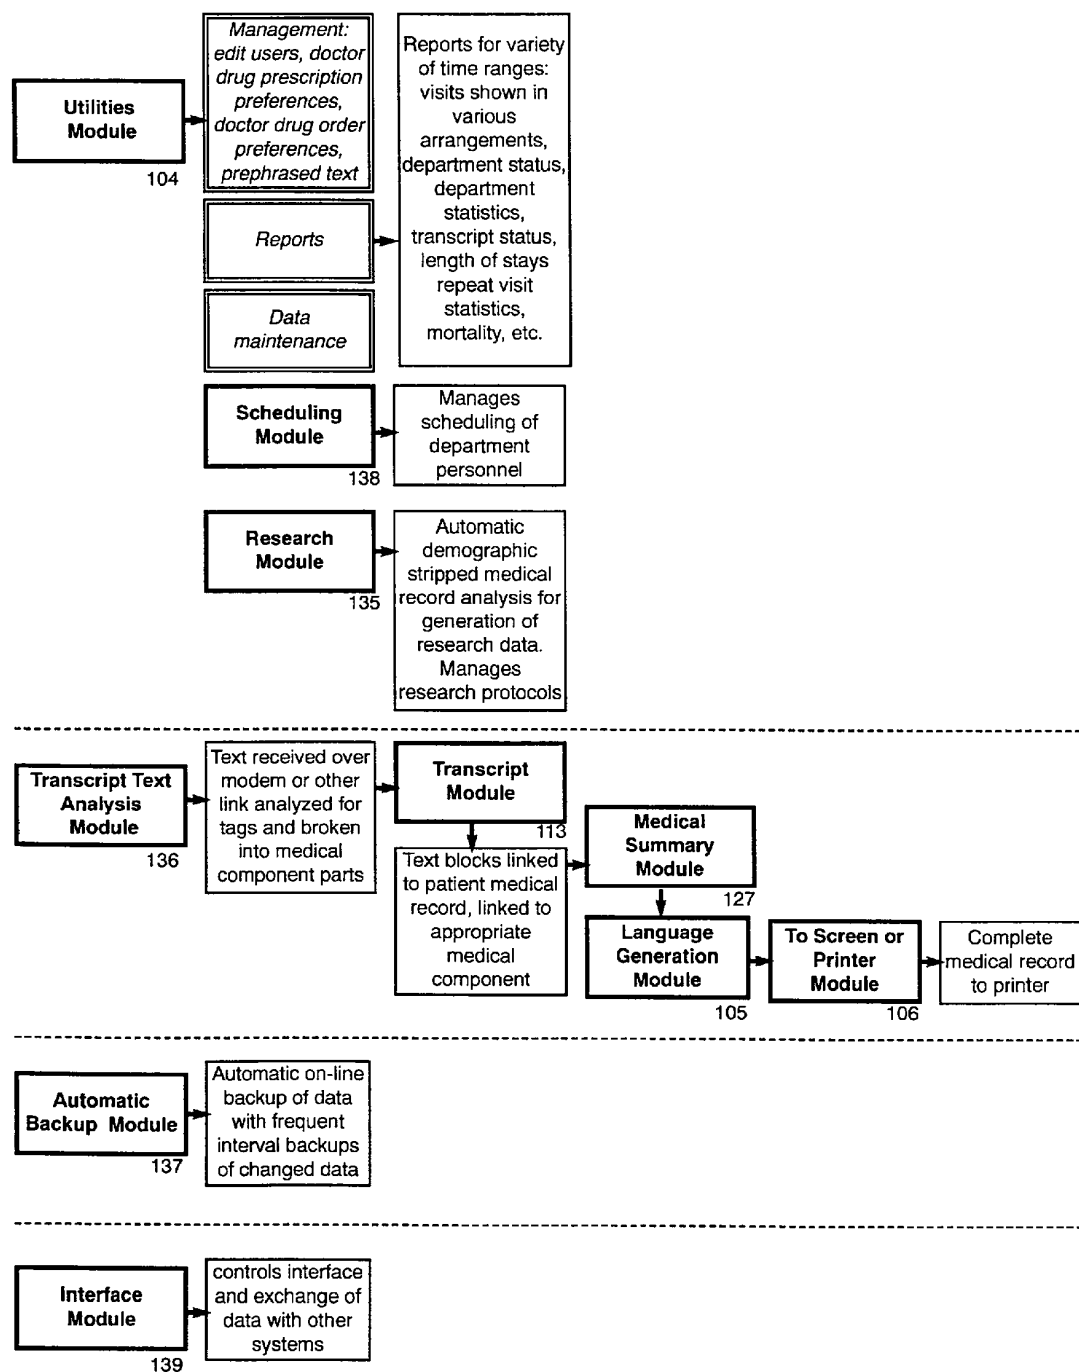 Utilities
Module
104
Management:
edit users, doctor
drug prescription
preferences,
doctor drug order
preferences,
prephrased text
Reports
Data
maintenance
Reports for variety
of time ranges:
visits shown in
various
arrangements,
department status,
department
statistics,
transcript status,
length of stays
repeat visit
statistics,
mortality, etc.
Scheduling
Module
138
Manages
scheduling of
department
personnel
Research
Module
135
Automatic
demographic
stripped medical
record analysis for
generation of
research data.
Manages
research protocols
Transcript Text
Analysis
Module
136
Text received over
modem or other
link analyzed for
tags and broken
into medical
component parts
Transcript
Module
113
Text blocks linked
to patient medical
record, linked to
appropriate
medical
component
Medical
Summary
Module
127
Language
Generation
Module
105
To Screen or
Printer
Module
106
Complete
medical record
to printer
Automatic
Backup Module
137
Automatic on-line
backup of data
with frequent
interval backups
of changed data
Interface
Module
139
controls interface
and exchange of
data with other
systems